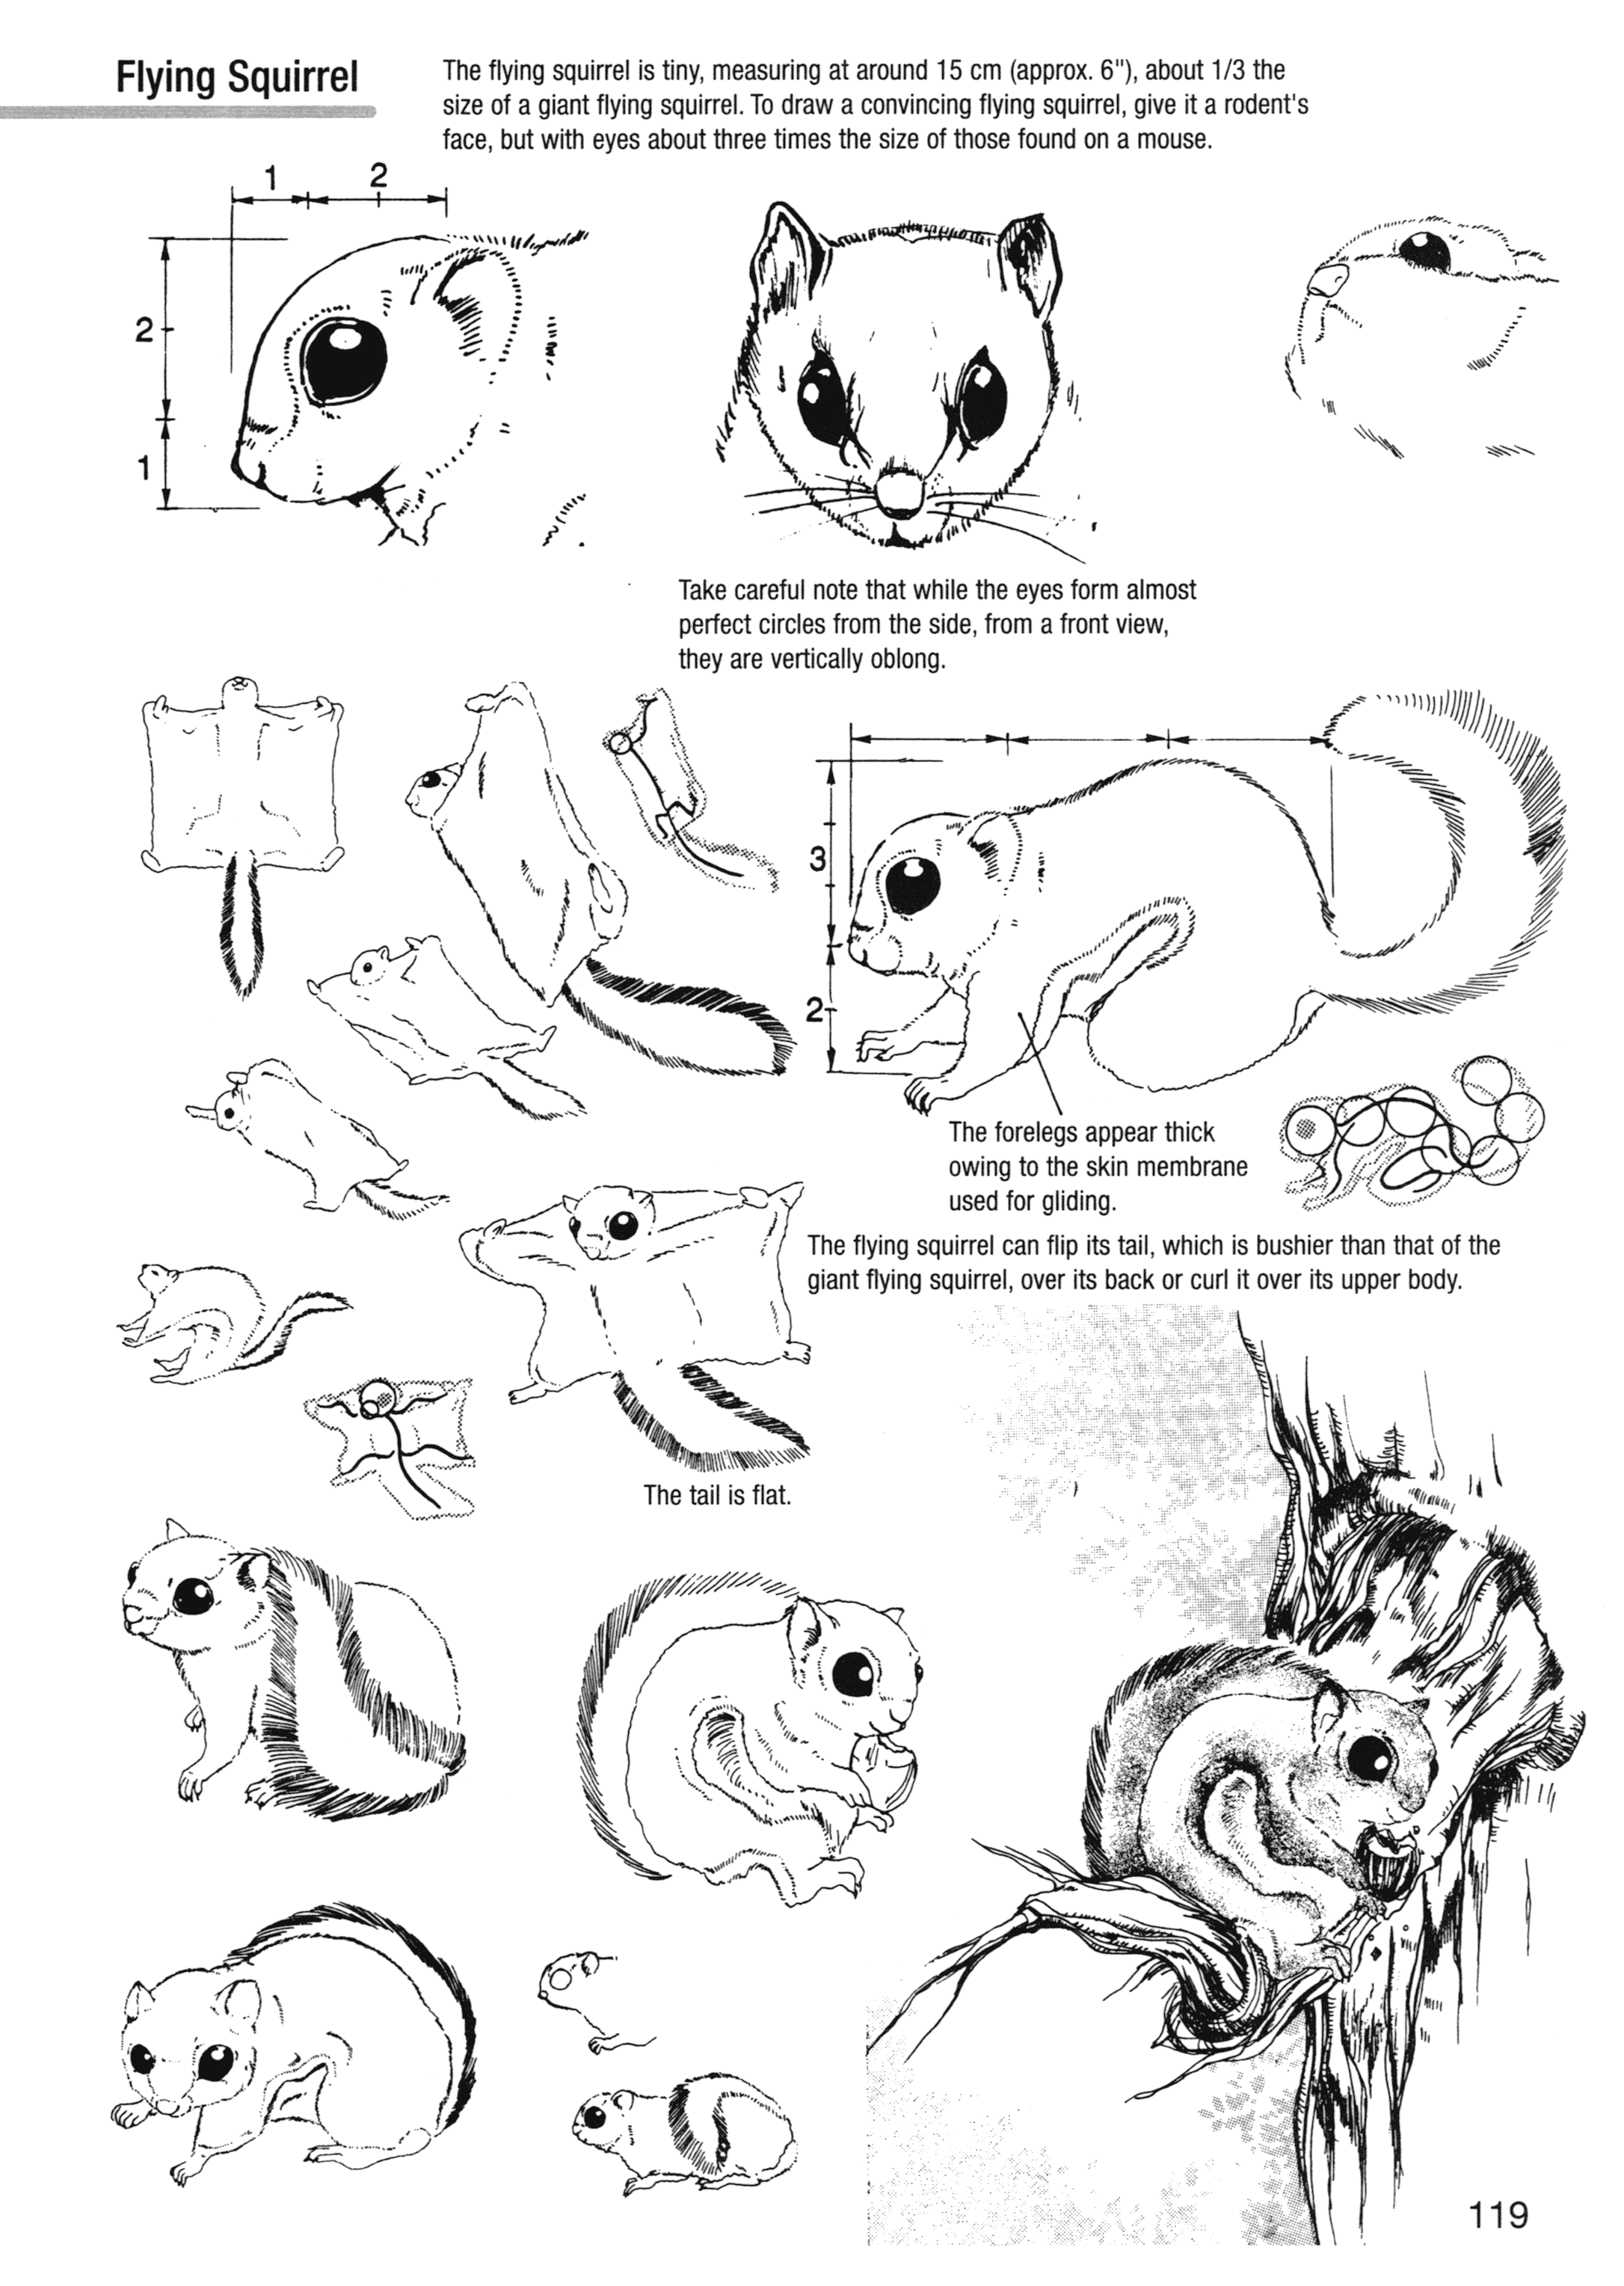 Flying Squirrel
The flying squirrel is tiny, measuring at around 15 cm (approx. 6"), about 1/3 the
size of a giant flying squirrel. To draw a convincing flying squirrel, give it a rodent's
face, but with eyes about three times the size of those found on a mouse.
1 2
2
1
Take careful note that while the eyes form almost
perfect circles from the side, from a front view,
they are vertically oblong.
3
2
The forelegs appear thick
owing to the skin membrane
used for gliding.
The flying squirrel can flip its tail, which is bushier than that of the
giant flying squirrel, over its back or curl it over its upper body.
The tail is flat.
119